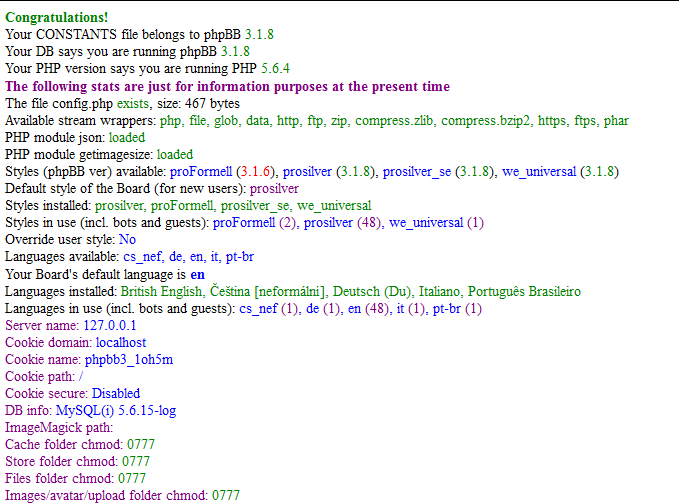 Congratulations!
Your CONSTANTS file belongs to phpBB 3.1.8
Your DB says you are running phpBB 3.1.8
Your PHP version says you are running PHP 5.6.4
The following stats are just for information purposes at the present time
The file config.php exists, size: 467 bytes
Available stream wrappers: php, file, glob, data, http, ftp, zip, compress.zlib, compress.bzip2, https, ftps, phar
PHP module json: loaded
PHP module getimagesize: loaded
Styles (phpBB ver) available: proFormell (3.1.6), prosilver (3.1.8), prosilver_se (3.1.8), we_universal (3.1.8)
Default style of the Board (for new users): prosilver
Styles installed: prosilver, proFormell, prosilver_se, we_universal
Styles in use (incl. bots and guests): proFormell (2), prosilver (48), we_universal (1)
Override user style: No
Languages available: cs_nef, de, en, it, pt-br
Your Board's default language is en
Languages installed: British English, Čeština [neformálni], Deutsch (Du), Italiano, Português Brasileiro
Languages in use (incl. bots and guests): cs_nef (1), de (1), en (48), it (1), pt-br (1)
Server name: 127.0.0.1
Cookie domain: localhost
Cookie name: phpbb3_1oh5m
Cookie path: /
Cookie secure: Disabled
DB info: MySQL(i) 5.6.15-log
ImageMagick path:
Cache folder chmod: 0777
Store folder chmod: 0777
Files folder chmod: 0777
Images/avatar/upload folder chmod: 0777